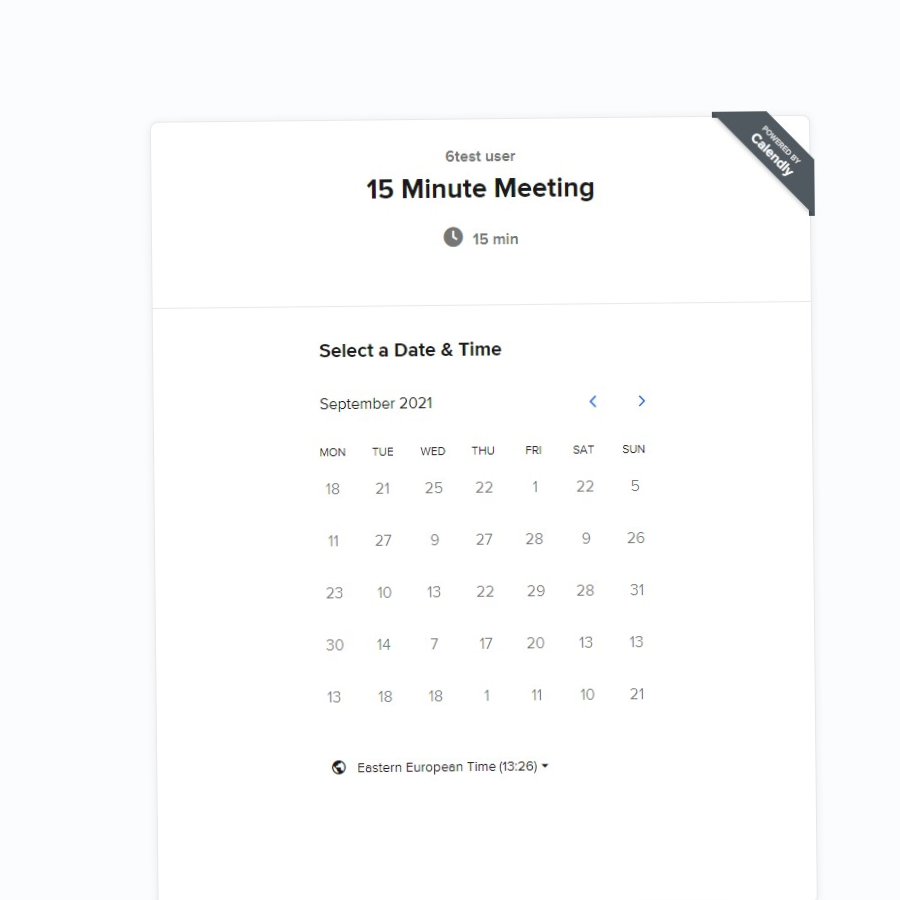 POWERED BY
Calendly
6test user
15 Minute Meeting
15 min
Select a Date & Time
September 2021
MON TUE WED THU FRI SAT SUN
18 21 25 22 1 22 5
11 27 9 27 28 9 26
23 10 13 22 29 28 31
30 14 7 17 20 13 13
13 18 18 1 11 10 21
Eastern European Time (13:26)